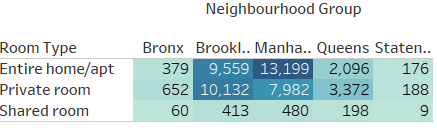 Neighbourhood Group
Room Type Bronx Brookl.. Manha.. Queens Staten..
Entire home/apt 379 9,559 13,199 2,096 176
Private room 652 10,132 7,982 3,372 188
Shared room 60 413 480 198 9